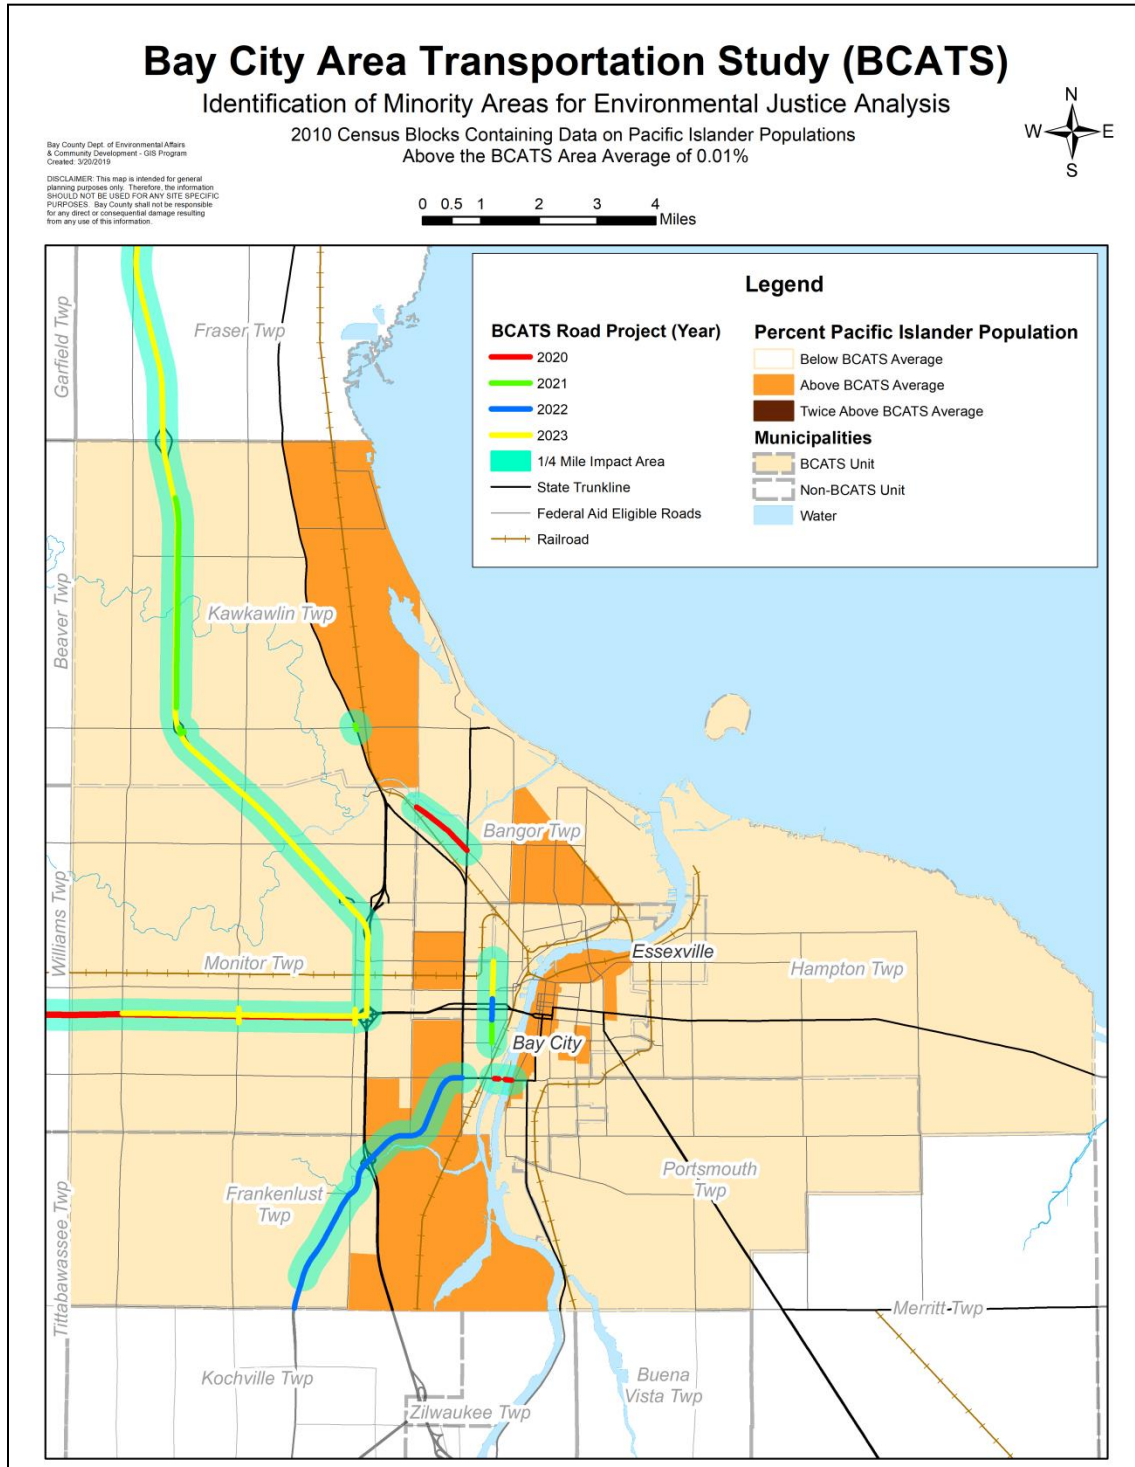 Bay City Area Transportation Study (BCATS)
Identification of Minority Areas for Environmental Justice Analysis
2010 Census Blocks Containing Data on Pacific Islander Populations
Above the BCATS Area Average of 0.01%
Bay County Dept. of Environmental Affairs
& Community Development - GIS Program
Created: 3/20/2019
DISCLAIMER: This map is intended for general
planning purposes only. Therefore, the information
SHOULD NOT BE USED FOR ANY SITE SPECIFIC
PURPOSES. Bay County shall not be responsible
for any direct or consequential damage resulting
from any use of this information.
N
W E
S
0 0.5 1 2 3 4
Miles
Legend
BCATS Road Project (Year)
2020
2021
2022
2023
1/4 Mile Impact Area
State Trunkline
Federal Aid Eligible Roads
Railroad
Percent Pacific Islander Population
Below BCATS Average
Above BCATS Average
Twice Above BCATS Average
Municipalities
BCATS Unit
Non-BCATS Unit
Water
Garfield Twp
Fraser Twp
Beaver Twp
Kawkawlin Twp
Bangor Twp
Williams Twp
Monitor Twp
Essexville
Hampton Twp
Bay City
Portsmouth
Twp
Frankenlust
Twp
Tittabawassee Twp
Merritt Twp
Kochville Twp
Buena
Vista Twp
Zilwaukee Twp